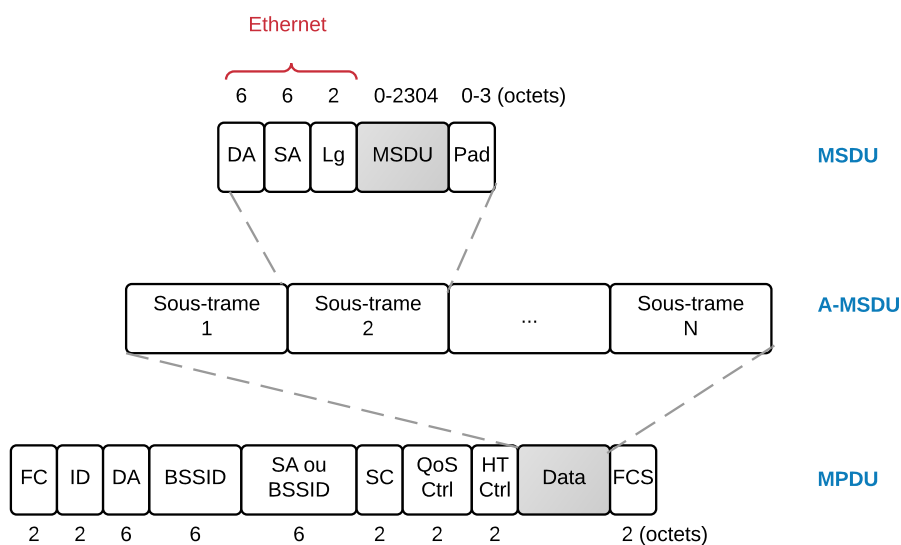 Ethernet
6 6 2 0-2304 0-3 (octets)
DA SA Lg MSDU Pad
MSDU
Sous-trame 1
Sous-trame 2
...
Sous-trame N
A-MSDU
FC ID DA BSSID SA ou BSSID SC QoS Ctrl HT Ctrl Data FCS
MPDU
2 2 6 6 6 2 2 2 2 (octets)